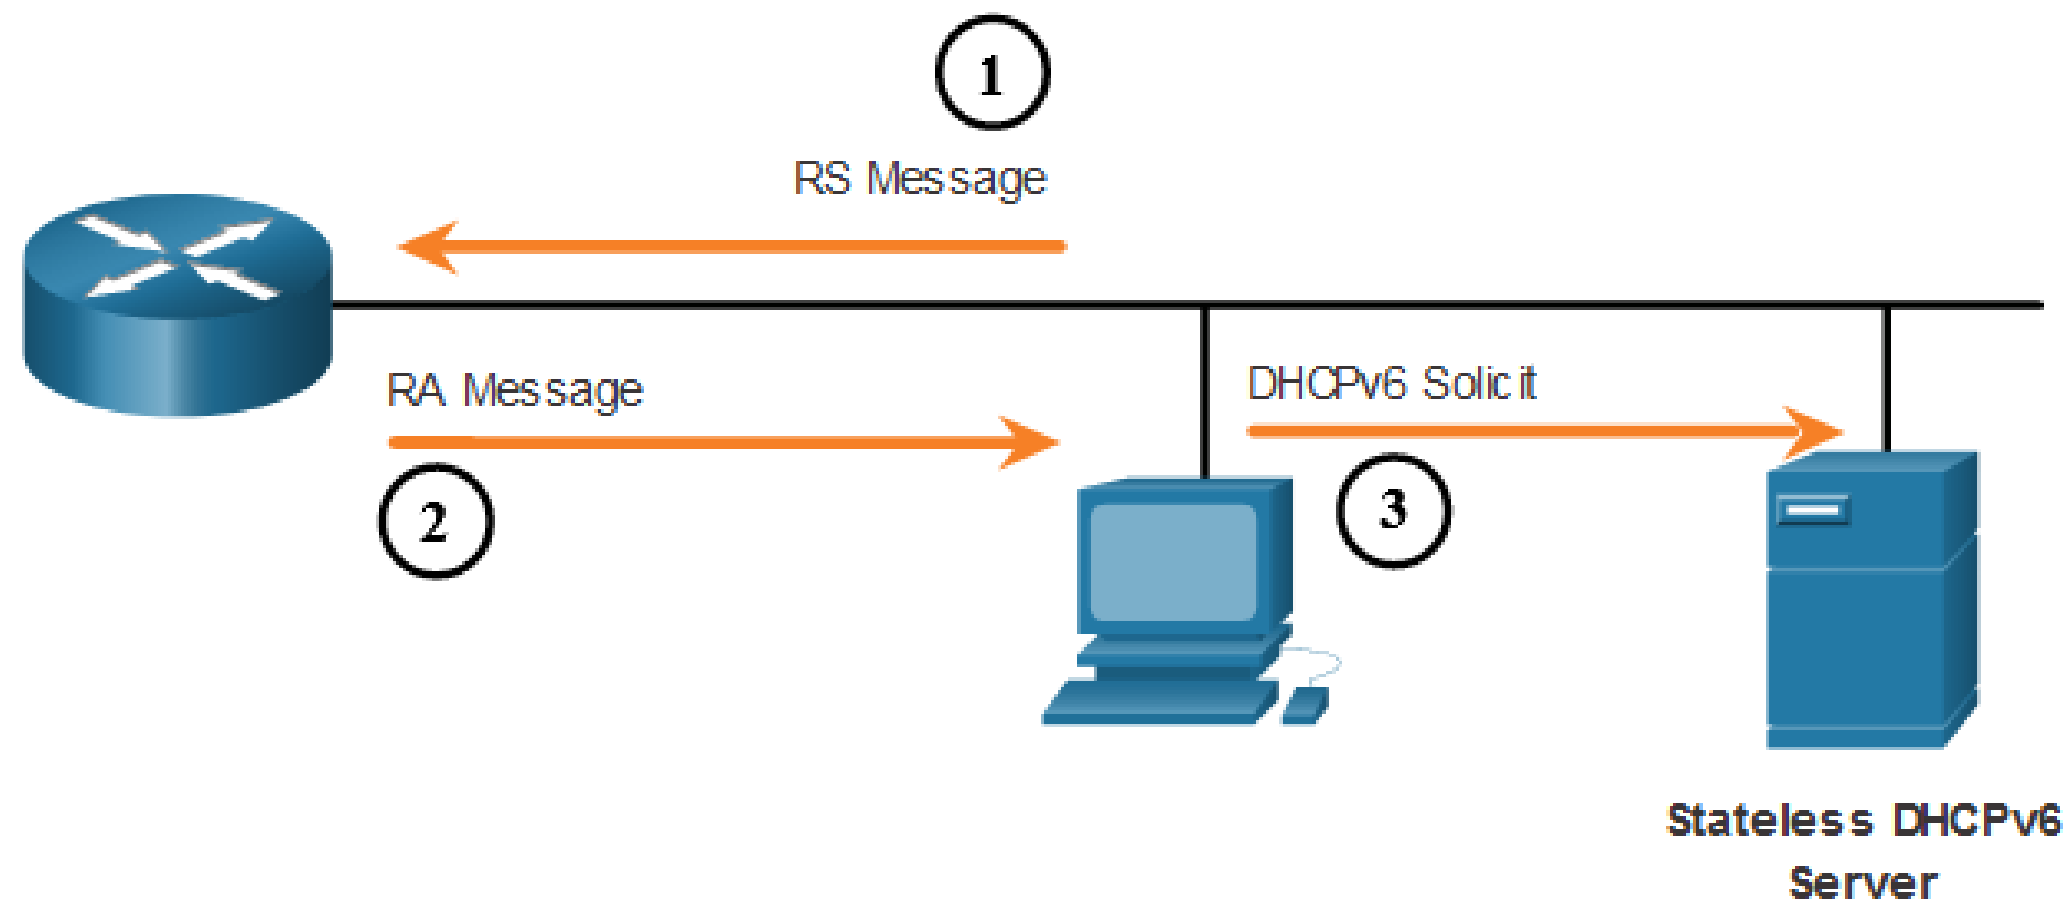 1
RS Message
RA Message
2
DHCPv6 Solicit
3
Stateless DHCPv6
Server